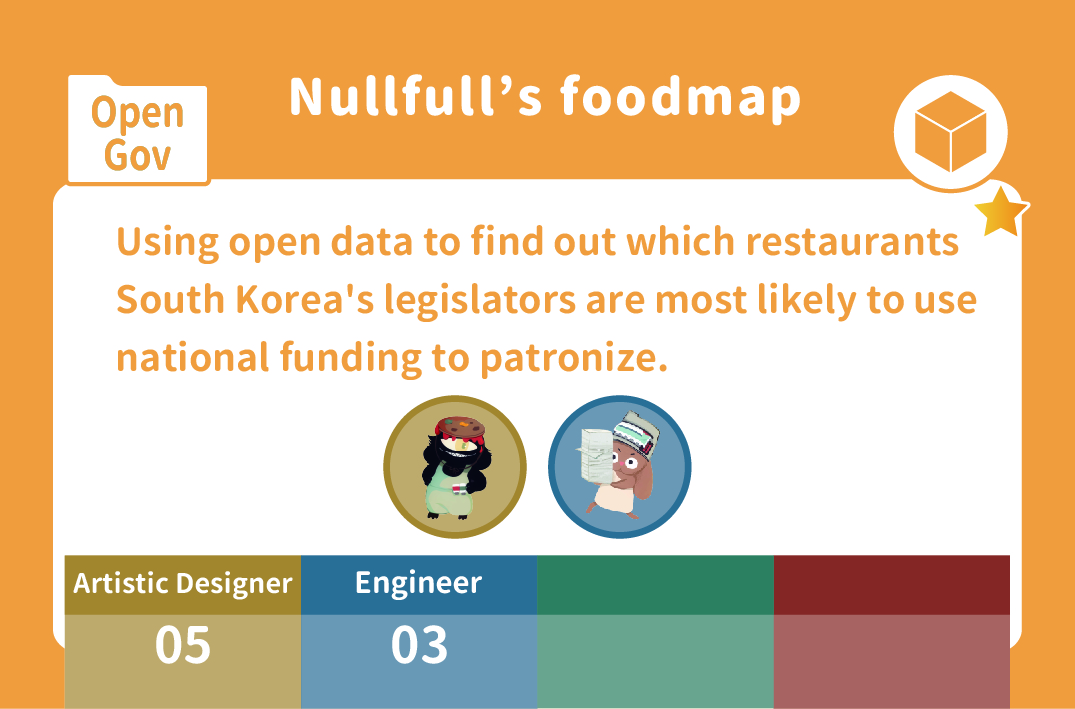 Open
Gov
Nullfull’s foodmap
Using open data to find out which restaurants
South Korea's legislators are most likely to use
national funding to patronize.
Artistic Designer
Engineer
05
03